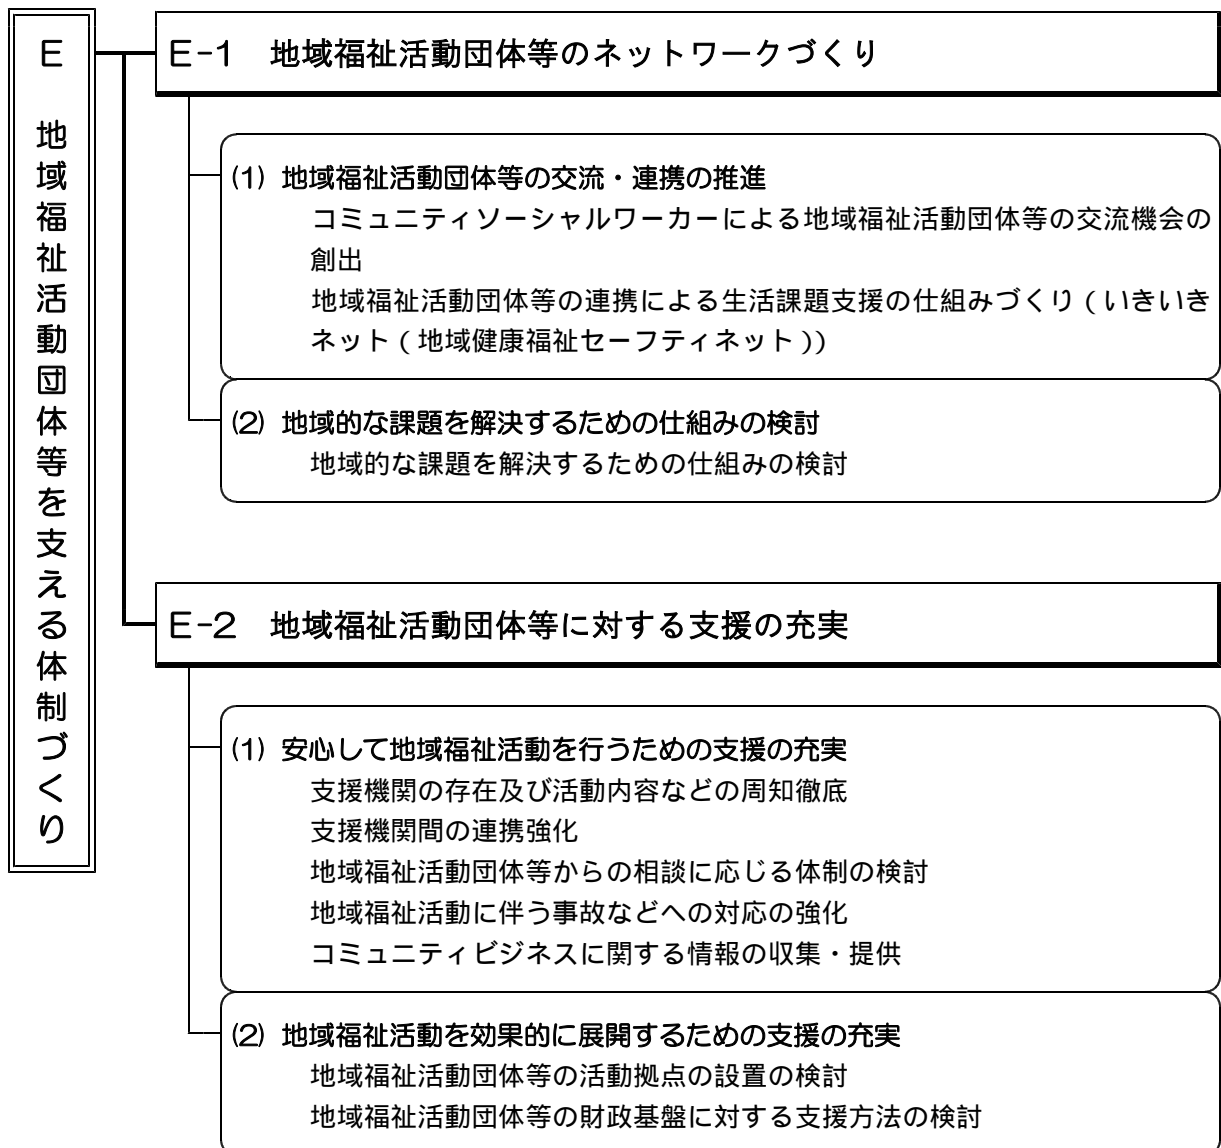 E 地域福祉活動団体等を支える体制づくり
E-1 地域福祉活動団体等のネットワークづくり
(1) 地域福祉活動団体等の交流・連携の推進
コミュニティソーシャルワーカーによる地域福祉活動団体等の交流機会の
創出
地域福祉活動団体等の連携による生活課題支援の仕組みづくり(いきいき
ネット(地域健康福祉セーフティネット))
(2) 地域的な課題を解決するための仕組みの検討
地域的な課題を解決するための仕組みの検討
E-2 地域福祉活動団体等に対する支援の充実
(1) 安心して地域福祉活動を行うための支援の充実
支援機関の存在及び活動内容などの周知徹底
支援機関間の連携強化
地域福祉活動団体等からの相談に応じる体制の検討
地域福祉活動に伴う事故などへの対応の強化
コミュニティビジネスに関する情報の収集・提供
(2) 地域福祉活動を効果的に展開するための支援の充実
地域福祉活動団体等の活動拠点の設置の検討
地域福祉活動団体等の財政基盤に対する支援方法の検討